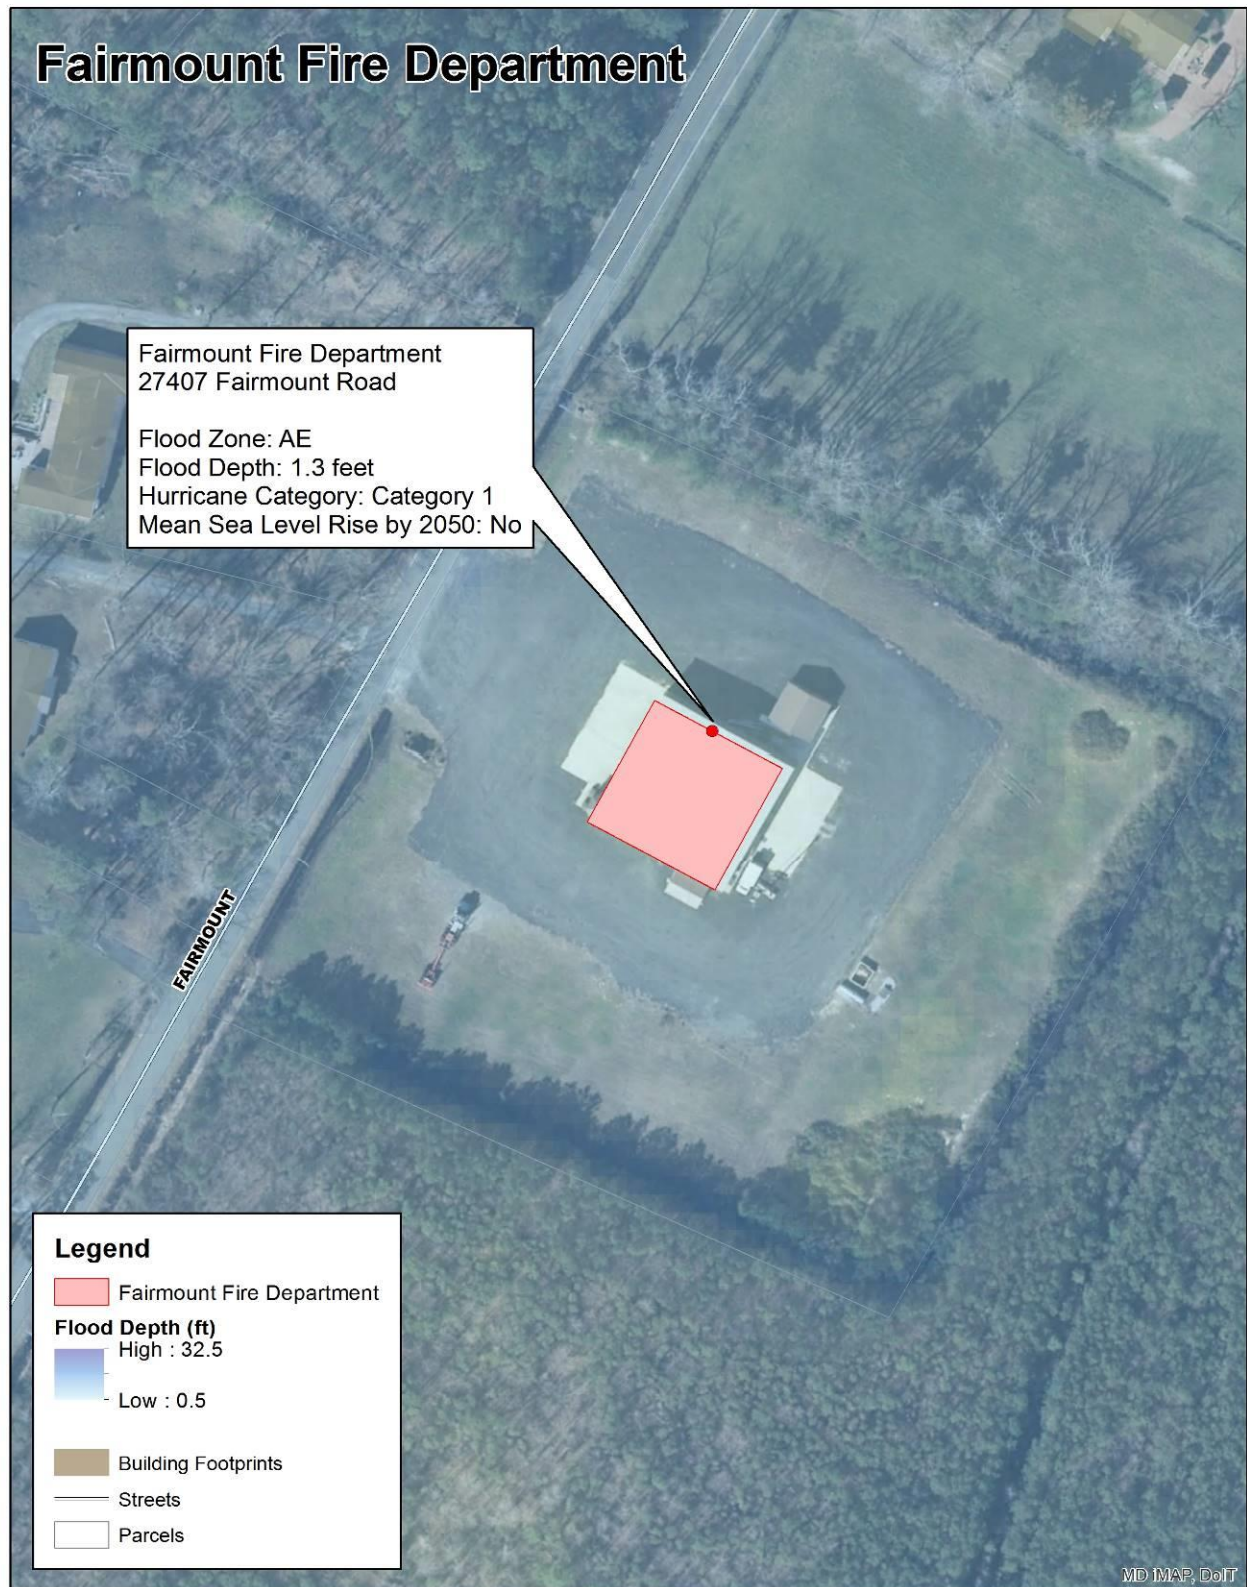 Fairmount Fire Department
Fairmount Fire Department
27407 Fairmount Road
Flood Zone: AE
Flood Depth: 1.3 feet
Hurricane Category: Category 1
Mean Sea Level Rise by 2050: No
FAIRMOUNT
Legend
Fairmount Fire Department
Flood Depth (ft)
High : 32.5
Low : 0.5
Building Footprints
Streets
Parcels
MD iMAP, DoIT